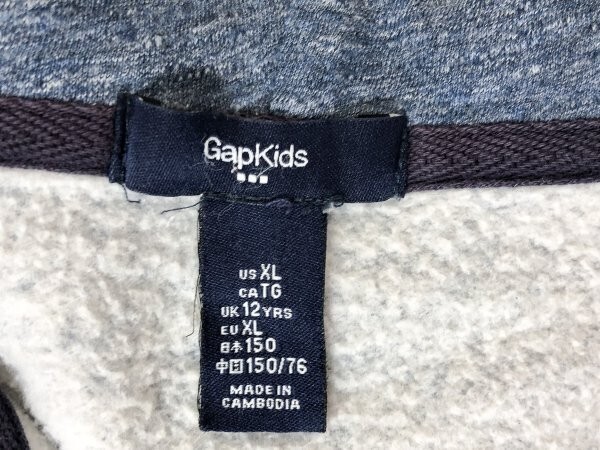 GapKids
US XL
CA TG
UK 12 YRS
EU XL
日本 150
中国 150/76
MADE IN
CAMBODIA